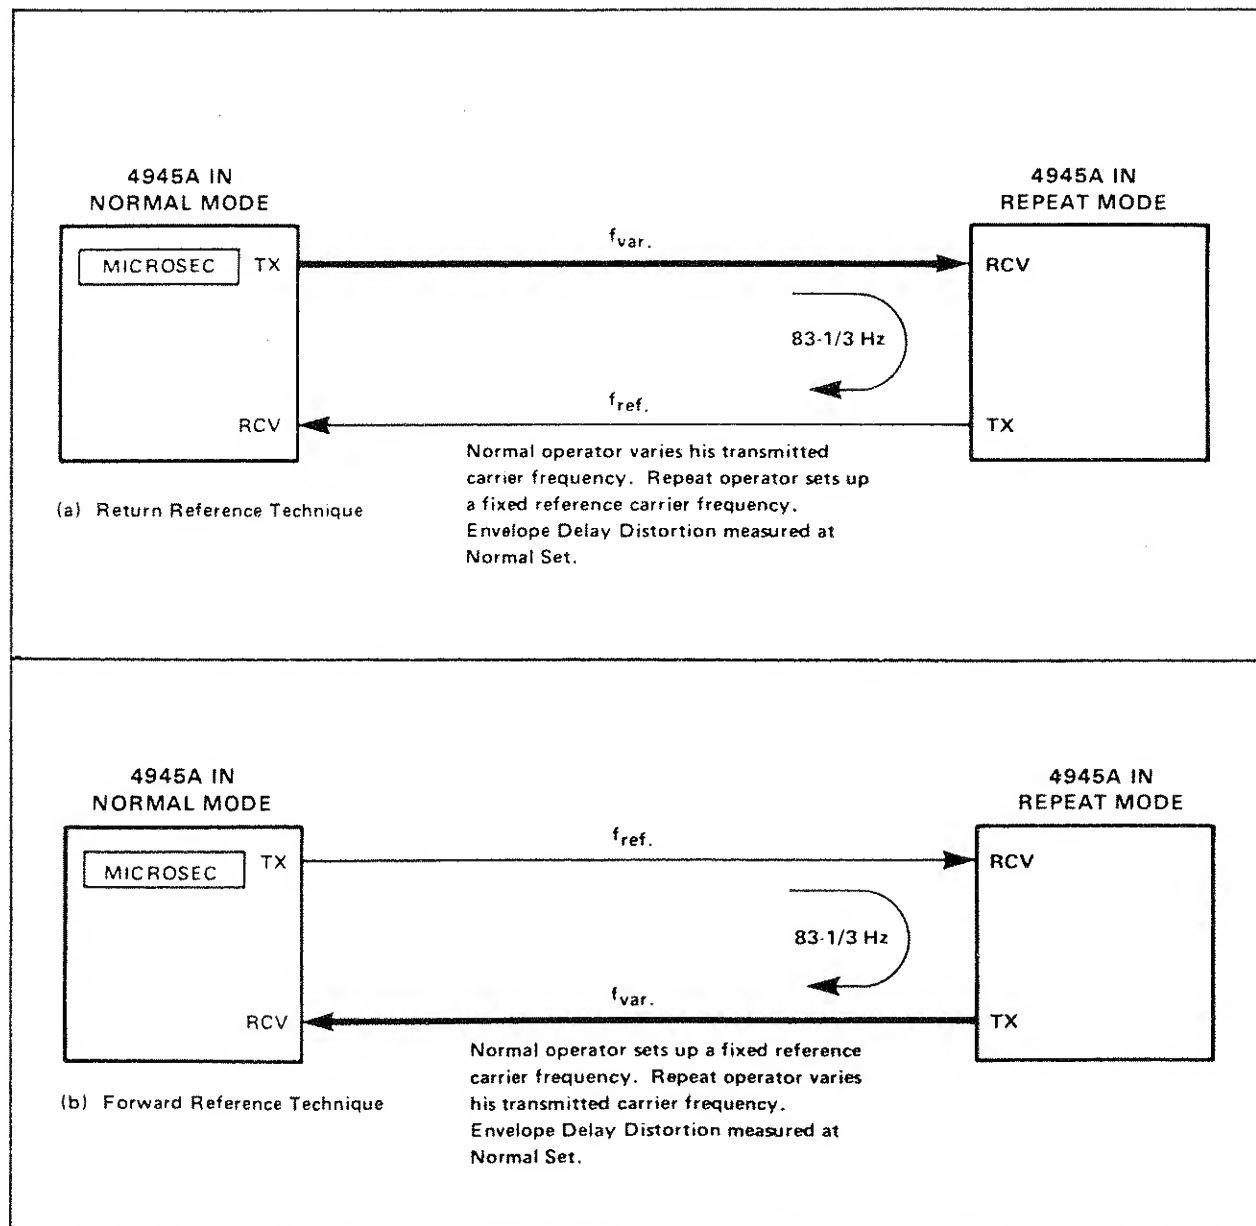 4945A IN
NORMAL MODE
4945A IN
REPEAT MODE
MICROSEC
TX
fvar.
RCV
83-1/3 Hz
fref.
RCV
TX
Normal operator varies his transmitted
carrier frequency. Repeat operator sets up
a fixed reference carrier frequency.
Envelope Delay Distortion measured at
Normal Set.
(a) Return Reference Technique
4945A IN
NORMAL MODE
4945A IN
REPEAT MODE
MICROSEC
TX
fref.
RCV
83-1/3 Hz
fvar.
RCV
TX
Normal operator sets up a fixed reference
carrier frequency. Repeat operator varies
his transmitted carrier frequency.
Envelope Delay Distortion measured at
Normal Set.
(b) Forward Reference Technique